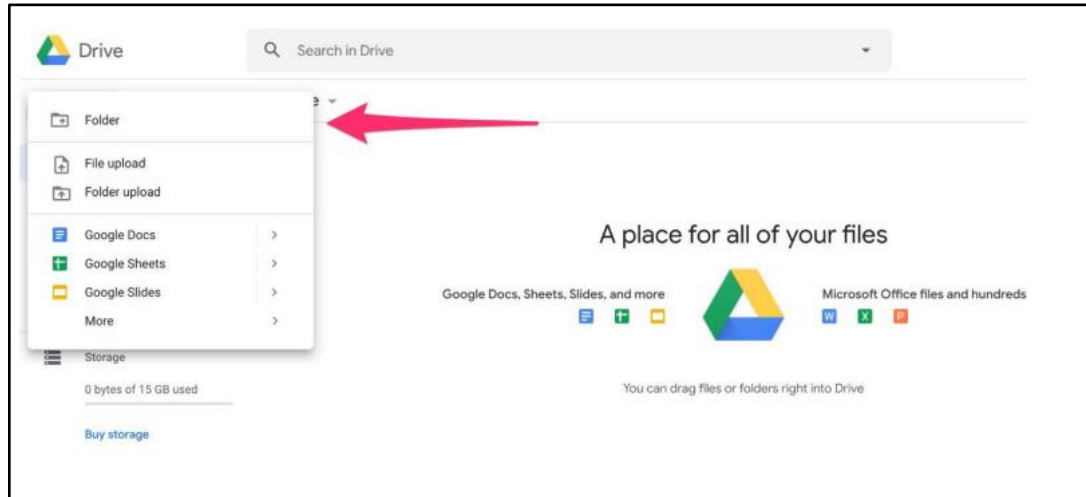 Drive
Search in Drive
Folder
File upload
Folder upload
Google Docs
Google Sheets
Google Slides
More
Storage
0 bytes of 15 GB used
Buy storage
A place for all of your files
Google Docs, Sheets, Slides, and more
Microsoft Office files and hundreds
W X P
You can drag files or folders right into Drive